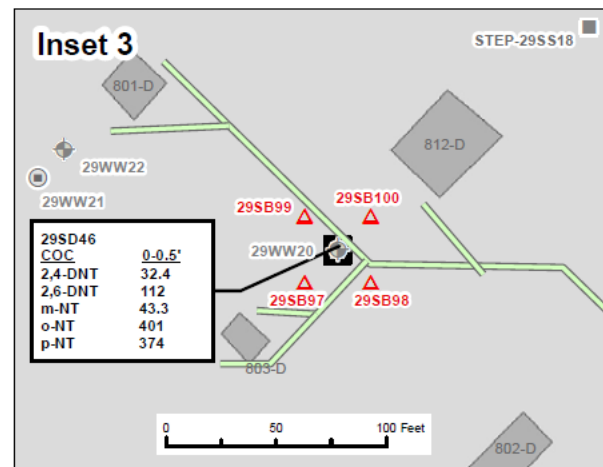 Inset 3
STEP-29SS18
801-D
812-D
29WW22
29WW21
29SB99
29SB100
29WW20
29SD46
COC 0-0.5'
2,4-DNT 32.4
2,6-DNT 112
m-NT 43.3
o-NT 401
p-NT 374
29SB97
29SB98
803-D
0 50 100 Feet
802-D